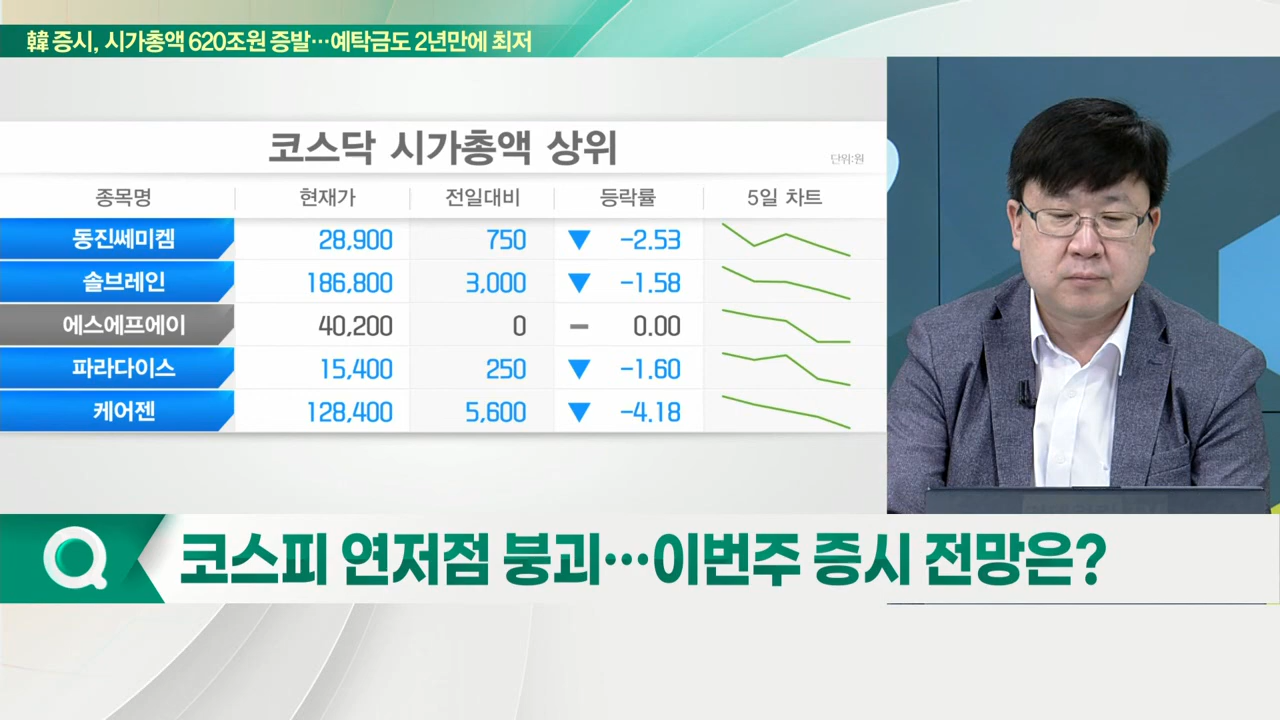 韓 증시, 시가총액 620조원 증발…예탁금도 2년만에 최저
코스닥 시가총액 상위
단위:원
종목명 현재가 전일대비 등락률 5일 차트
동진쎄미켐 28,900 750 ▼ -2.53
솔브레인 186,800 3,000 ▼ -1.58
에스에프에이 40,200 0 - 0.00
파라다이스 15,400 250 ▼ -1.60
케어젠 128,400 5,600 ▼ -4.18
코스피 연저점 붕괴…이번주 증시 전망은?